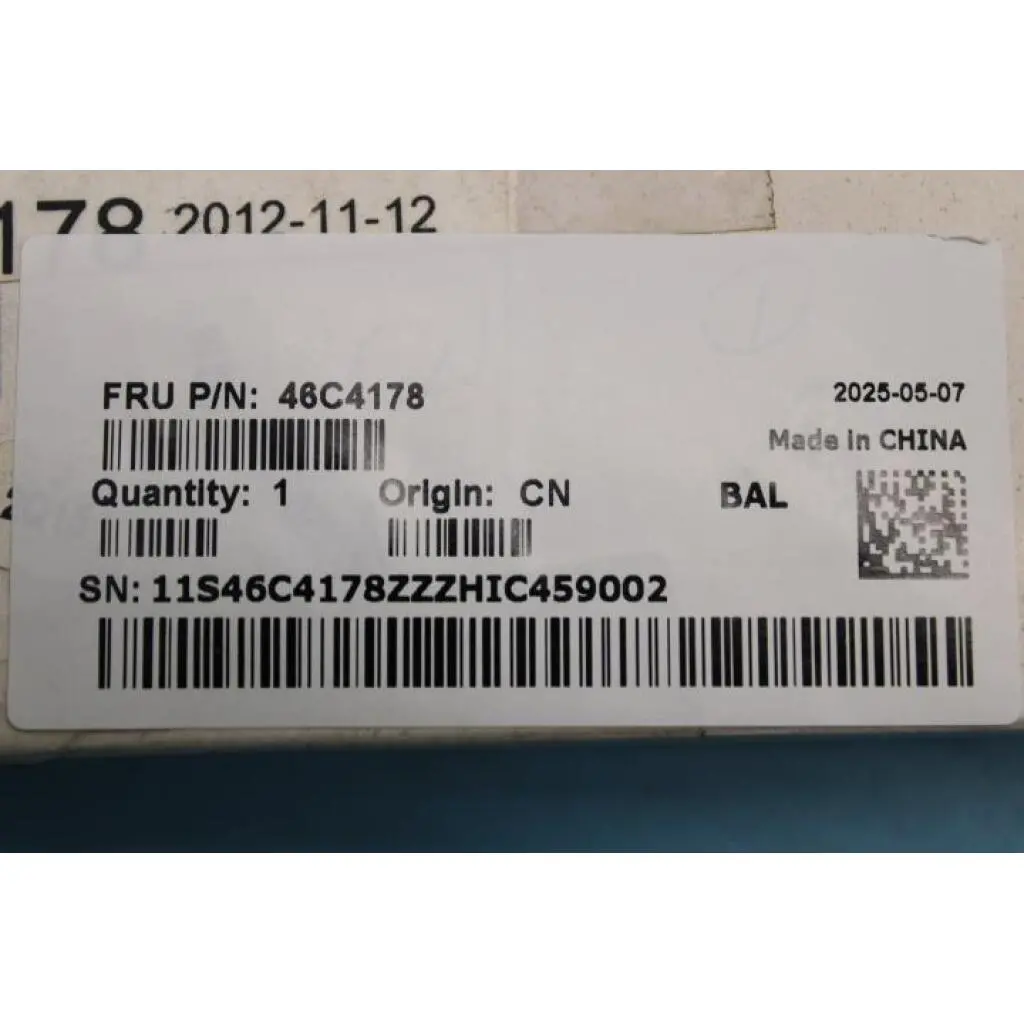 178 2012-11-12
FRU P/N: 46C4178
2025-05-07
Made in CHINA
Quantity: 1 Origin: CN BAL
SN: 11S46C4178ZZZHIC459002